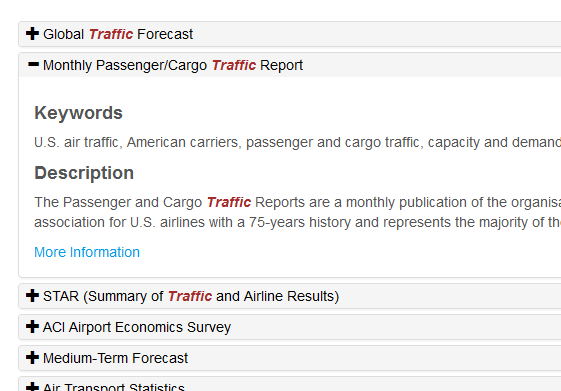 Global Traffic Forecast
Monthly Passenger/Cargo Traffic Report
Keywords
U.S. air traffic, American carriers, passenger and cargo traffic, capacity and demand
Description
The Passenger and Cargo Traffic Reports are a monthly publication of the organisa
association for U.S. airlines with a 75-years history and represents the majority of th
More Information
STAR (Summary of Traffic and Airline Results)
ACI Airport Economics Survey
Medium-Term Forecast
Air Transport Statistics